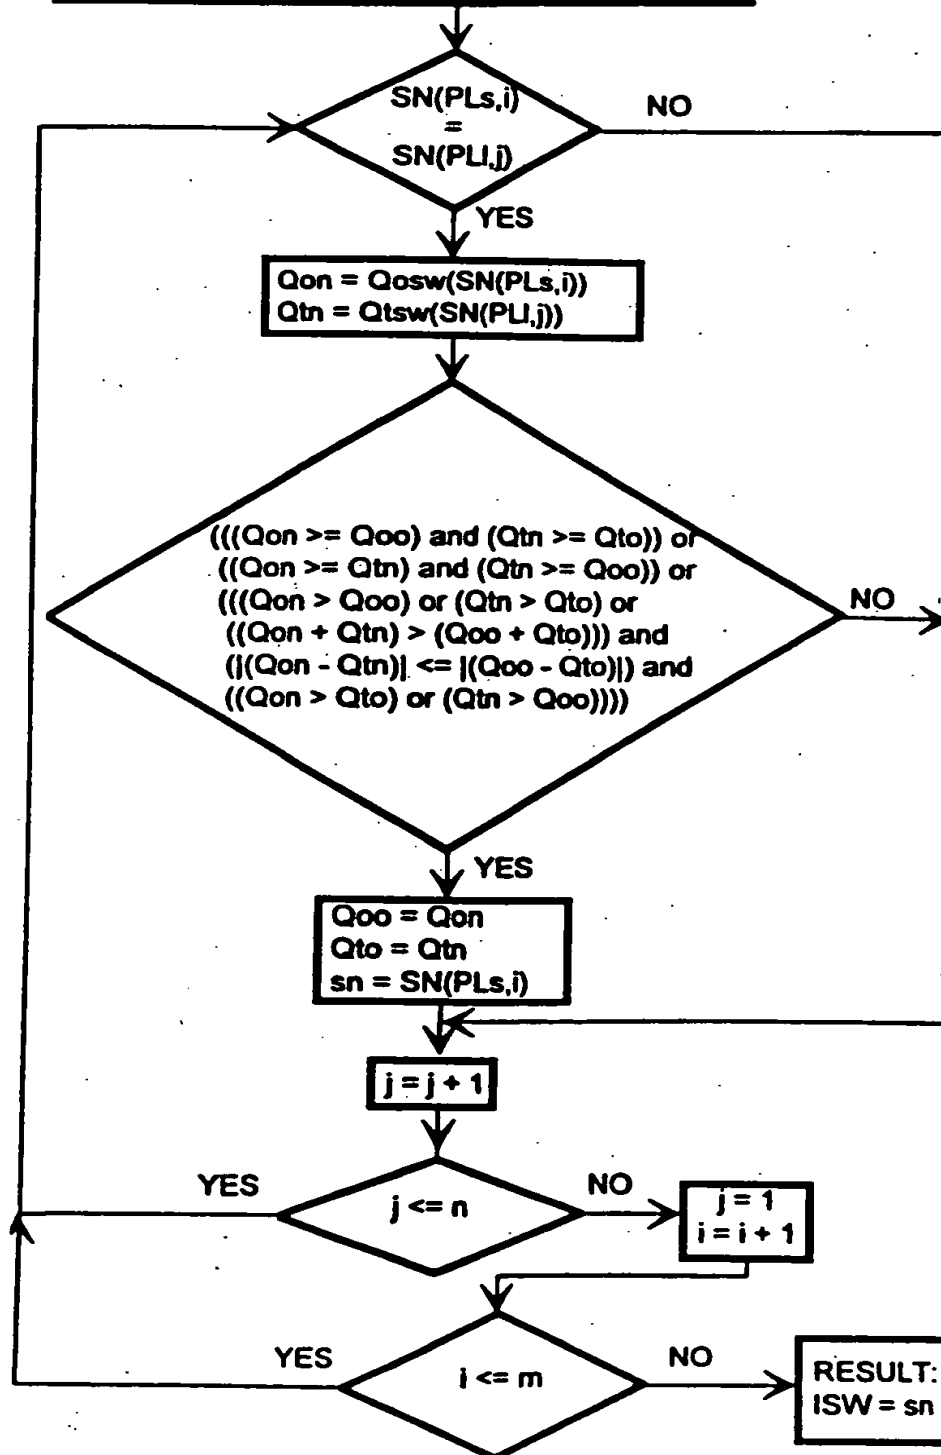 SN(PLs,i)
=
SN(PLl,j)
NO
YES
Qon = Qosw(SN(PLs,i))
Qtn = Qtsw(SN(PLl,j))
(((Qon >= Qoo) and (Qtn >= Qto)) or
((Qon >= Qtn) and (Qtn >= Qoo)) or
(((Qon > Qoo) or (Qtn > Qto) or
((Qon + Qtn) > (Qoo + Qto))) and
(|(Qon - Qtn)| <= |(Qoo - Qto)|) and
((Qon > Qto) or (Qtn > Qoo))))
NO
YES
Qoo = Qon
Qto = Qtn
sn = SN(PLs,i)
j = j + 1
YES
j <= n
NO
j = 1
i = i + 1
YES
i <= m
NO
RESULT:
ISW = sn